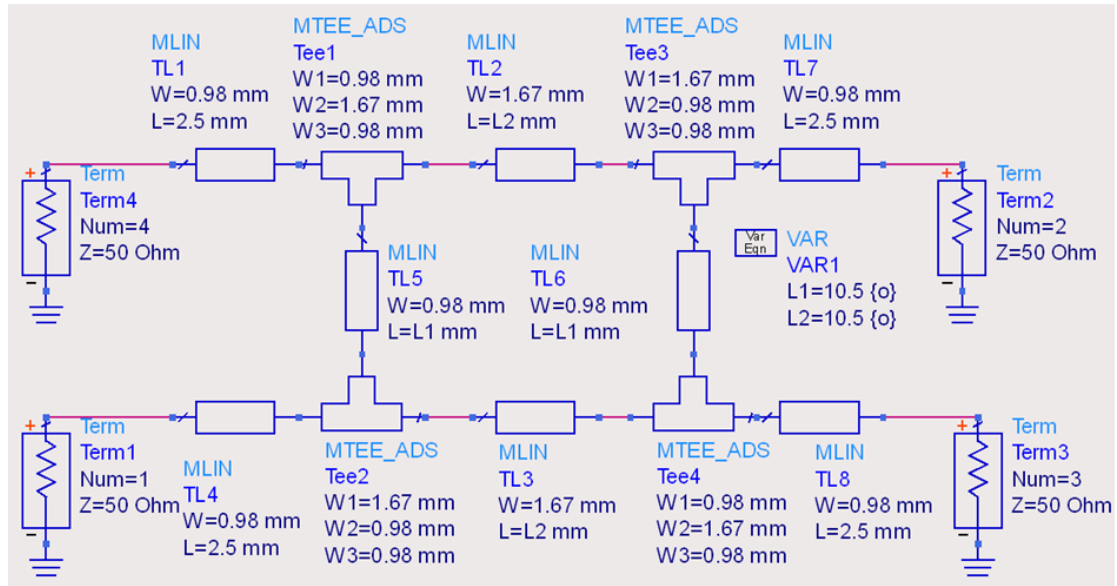 MLIN
TL1
W=0.98 mm
L=2.5 mm
MTEE_ADS
Tee1
W1=0.98 mm
W2=1.67 mm
W3=0.98 mm
MLIN
TL2
W=1.67 mm
L=L2 mm
MTEE_ADS
Tee3
W1=1.67 mm
W2=0.98 mm
W3=0.98 mm
MLIN
TL7
W=0.98 mm
L=2.5 mm
+
Term
Term4
Num=4
Z=50 Ohm
-
+
Term
Term2
Num=2
Z=50 Ohm
-
MLIN
TL5
W=0.98 mm
L=L1 mm
MLIN
TL6
W=0.98 mm
L=L1 mm
Var
Eqn
VAR
VAR1
L1=10.5 {o}
L2=10.5 {o}
+
Term
Term1
Num=1
Z=50 Ohm
-
MLIN
TL4
W=0.98 mm
L=2.5 mm
MTEE_ADS
Tee2
W1=1.67 mm
W2=0.98 mm
W3=0.98 mm
MLIN
TL3
W=1.67 mm
L=L2 mm
MTEE_ADS
Tee4
W1=0.98 mm
W2=1.67 mm
W3=0.98 mm
MLIN
TL8
W=0.98 mm
L=2.5 mm
+
Term
Term3
Num=3
Z=50 Ohm
-